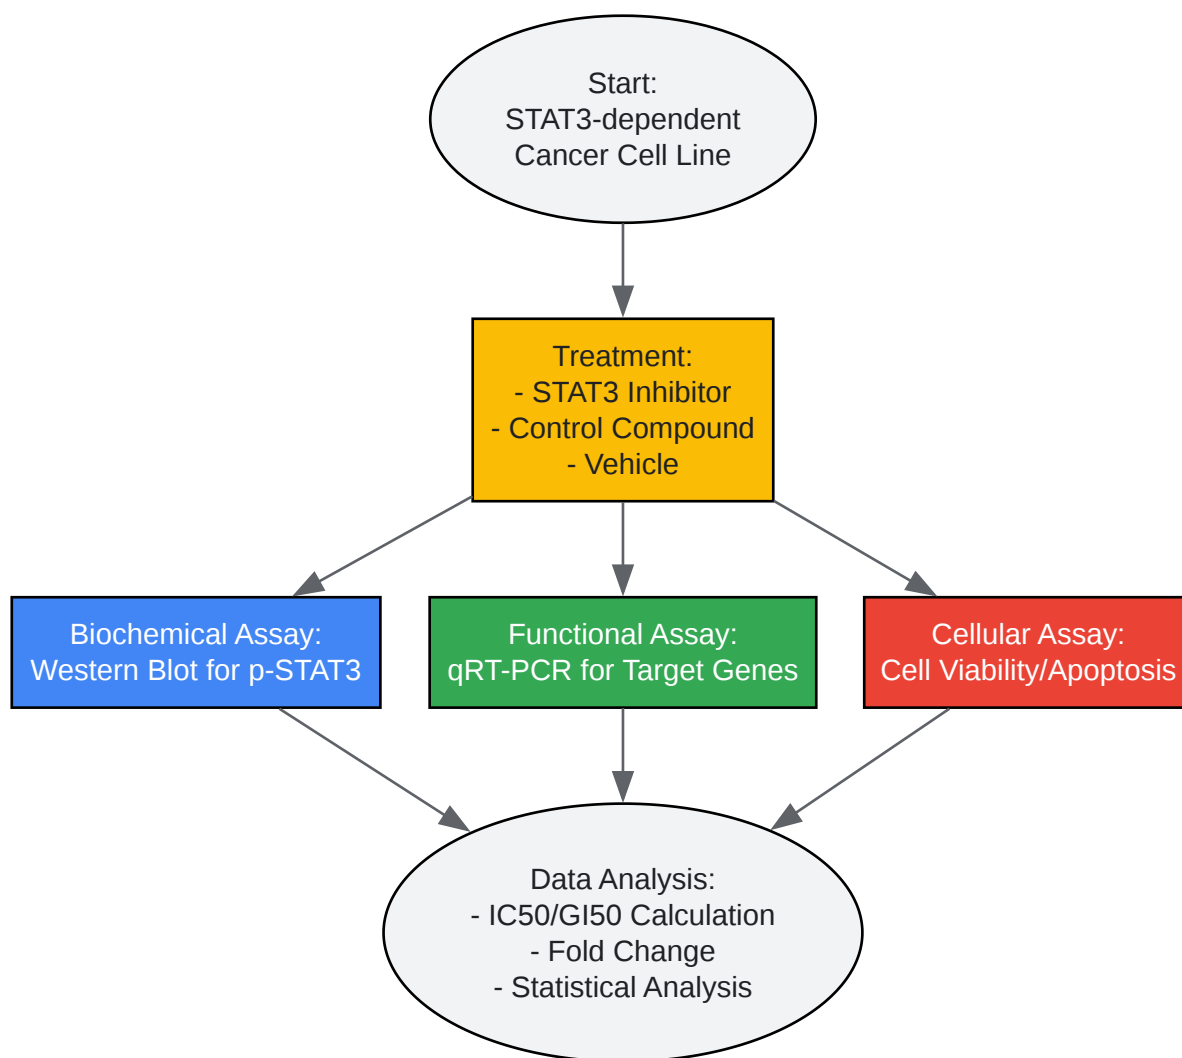 Start:
STAT3-dependent
Cancer Cell Line
Treatment:
- STAT3 Inhibitor
- Control Compound
- Vehicle
Biochemical Assay:
Western Blot for p-STAT3
Functional Assay:
qRT-PCR for Target Genes
Cellular Assay:
Cell Viability/Apoptosis
Data Analysis:
- IC50/GI50 Calculation
- Fold Change
- Statistical Analysis